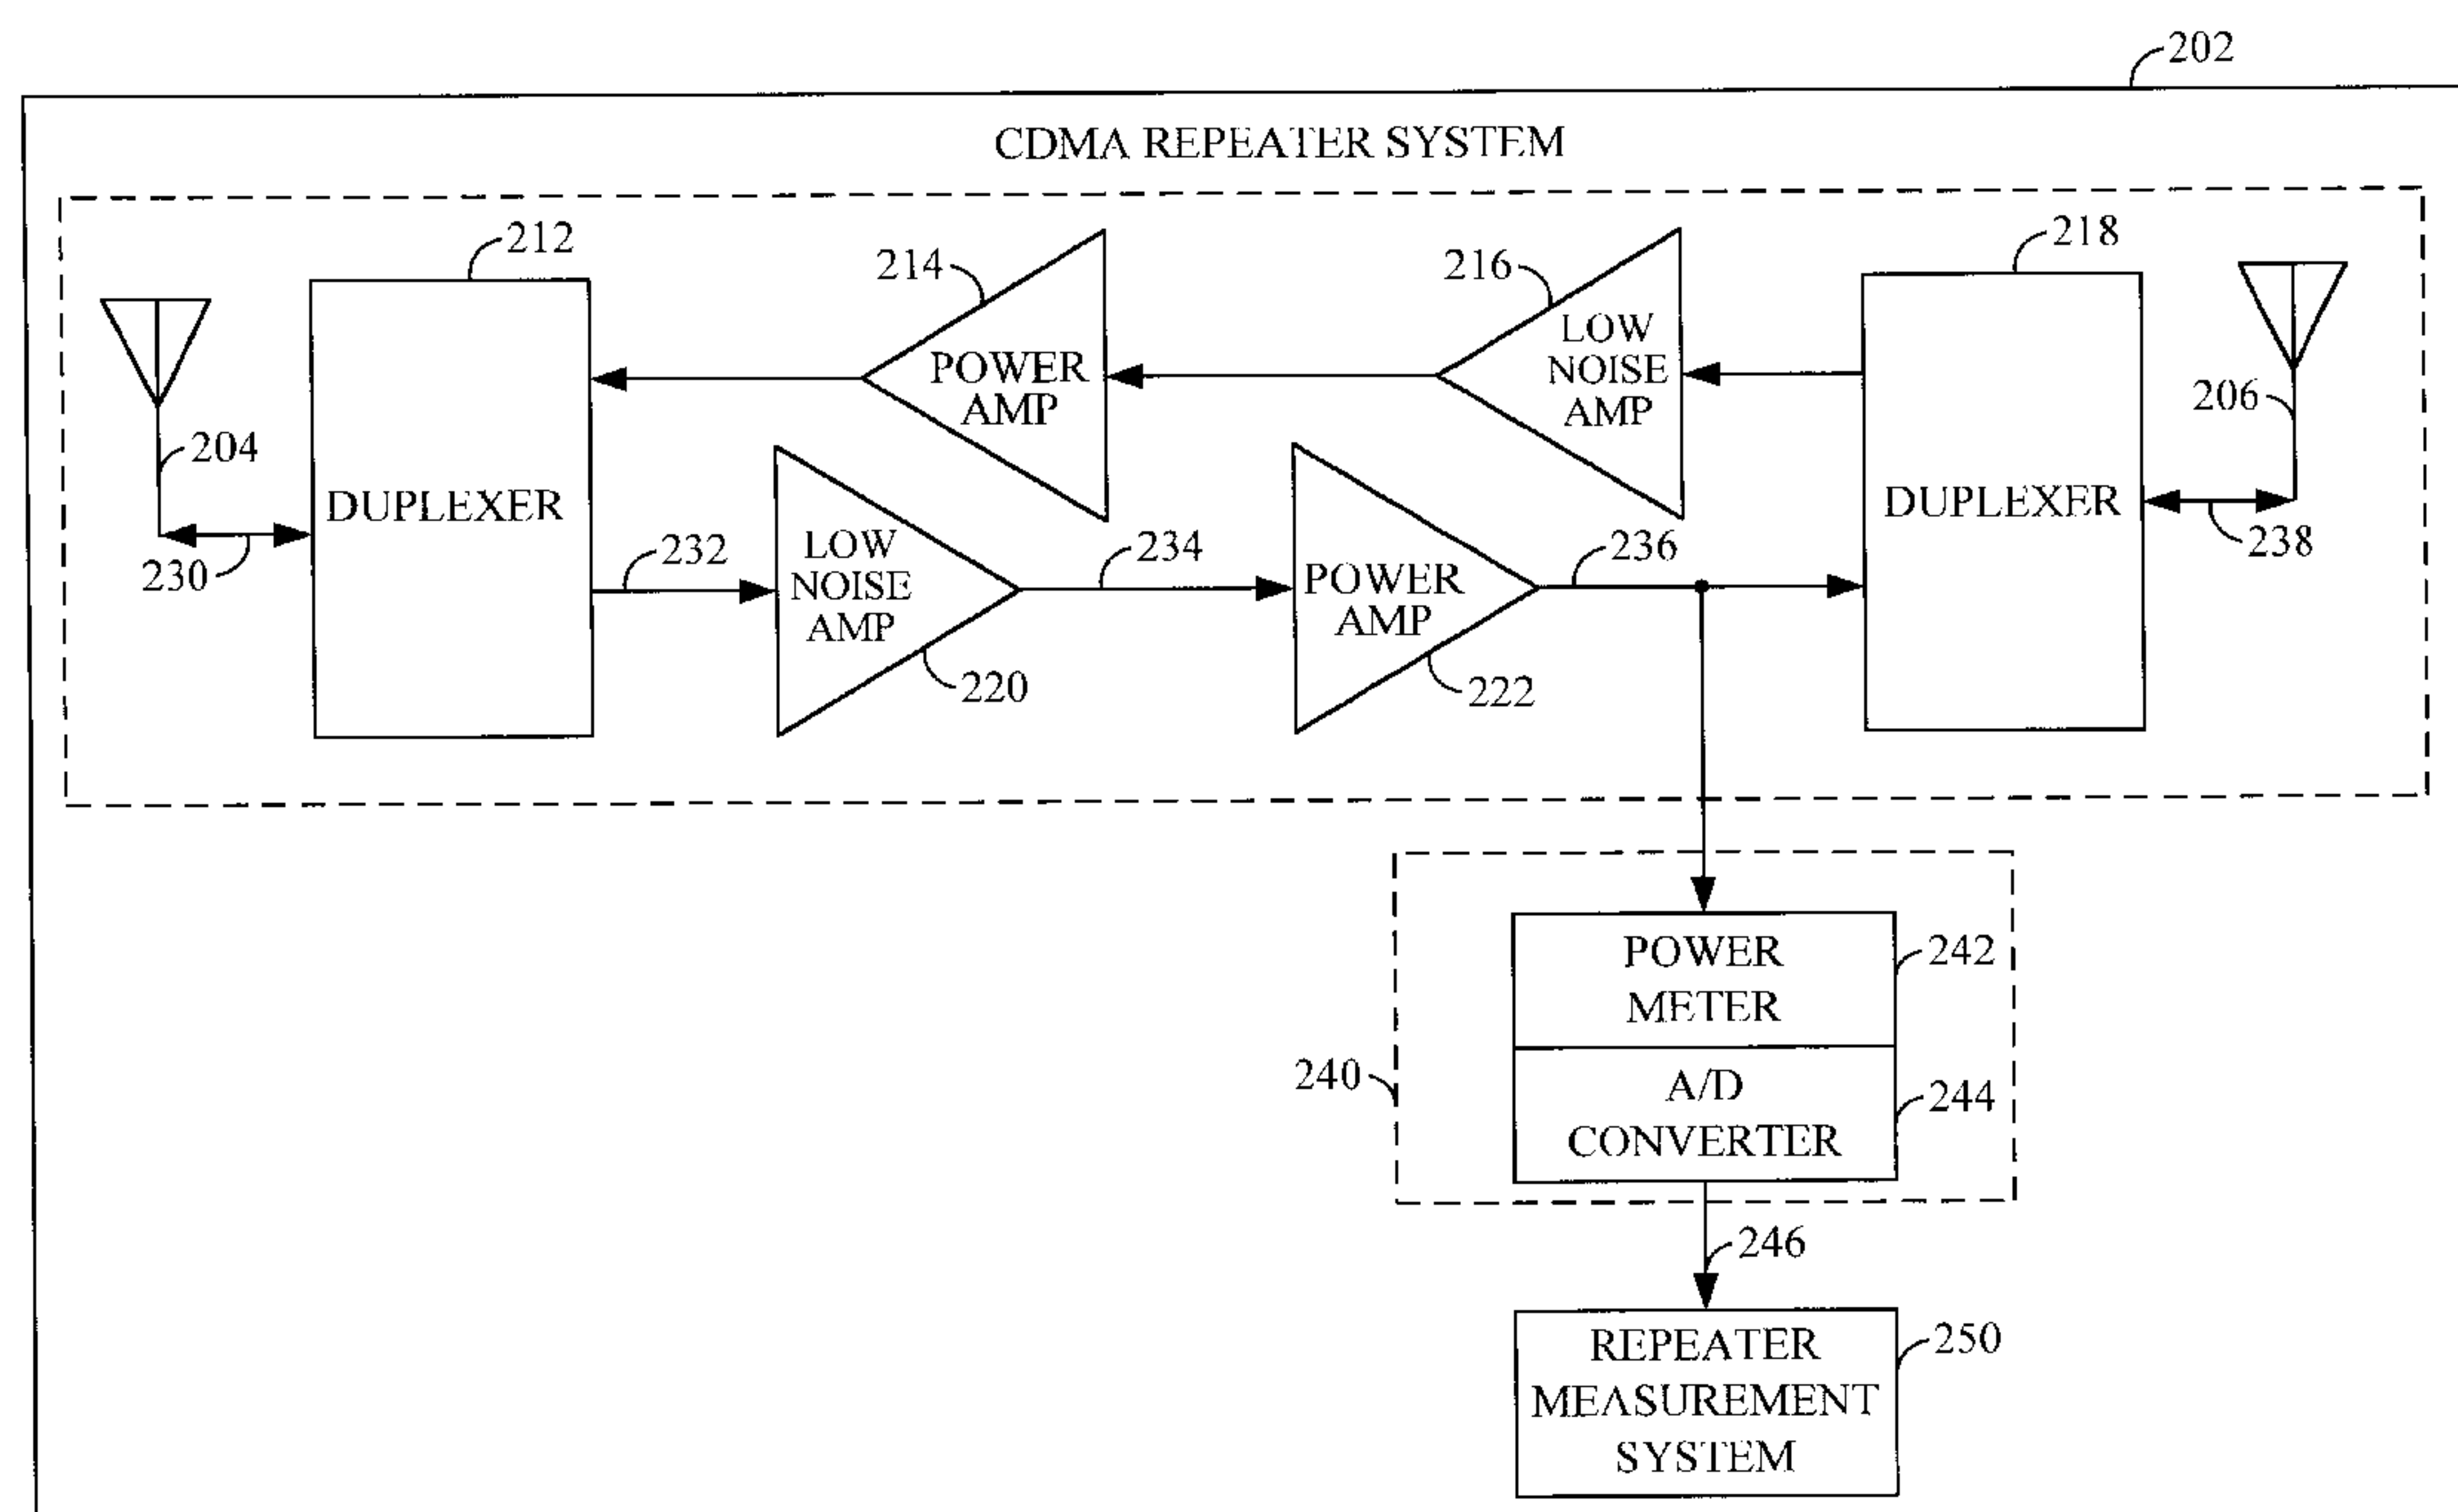 202
CDMA REPEATER SYSTEM
212
214
216
218
LOW
NOISE
AMP
POWER
AMP
206
204
DUPLEXER
DUPLEXER
230
232
LOW
NOISE
AMP
234
POWER
AMP
236
238
220
222
POWER
METER
242
240
A/D
CONVERTER
244
246
REPEATER
MEASUREMENT
SYSTEM
250